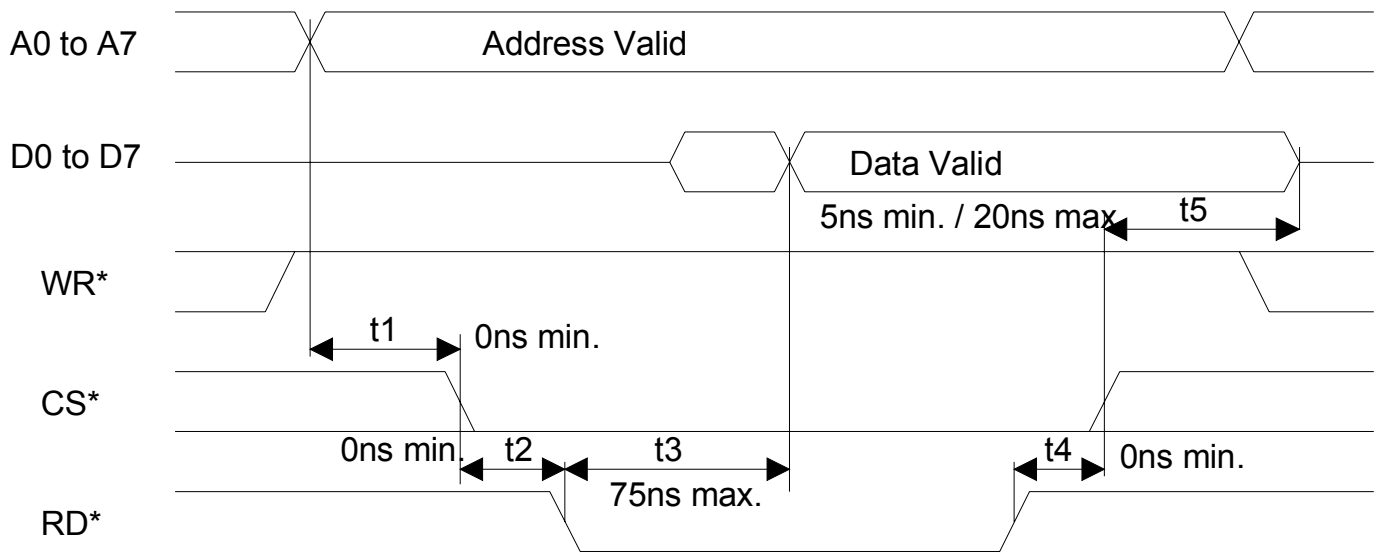 A0 to A7
Address Valid
D0 to D7
Data Valid
5ns min. / 20ns max
t5
WR*
t1
0ns min.
CS*
0ns min.
t2
t3
t4
0ns min.
75ns max.
RD*